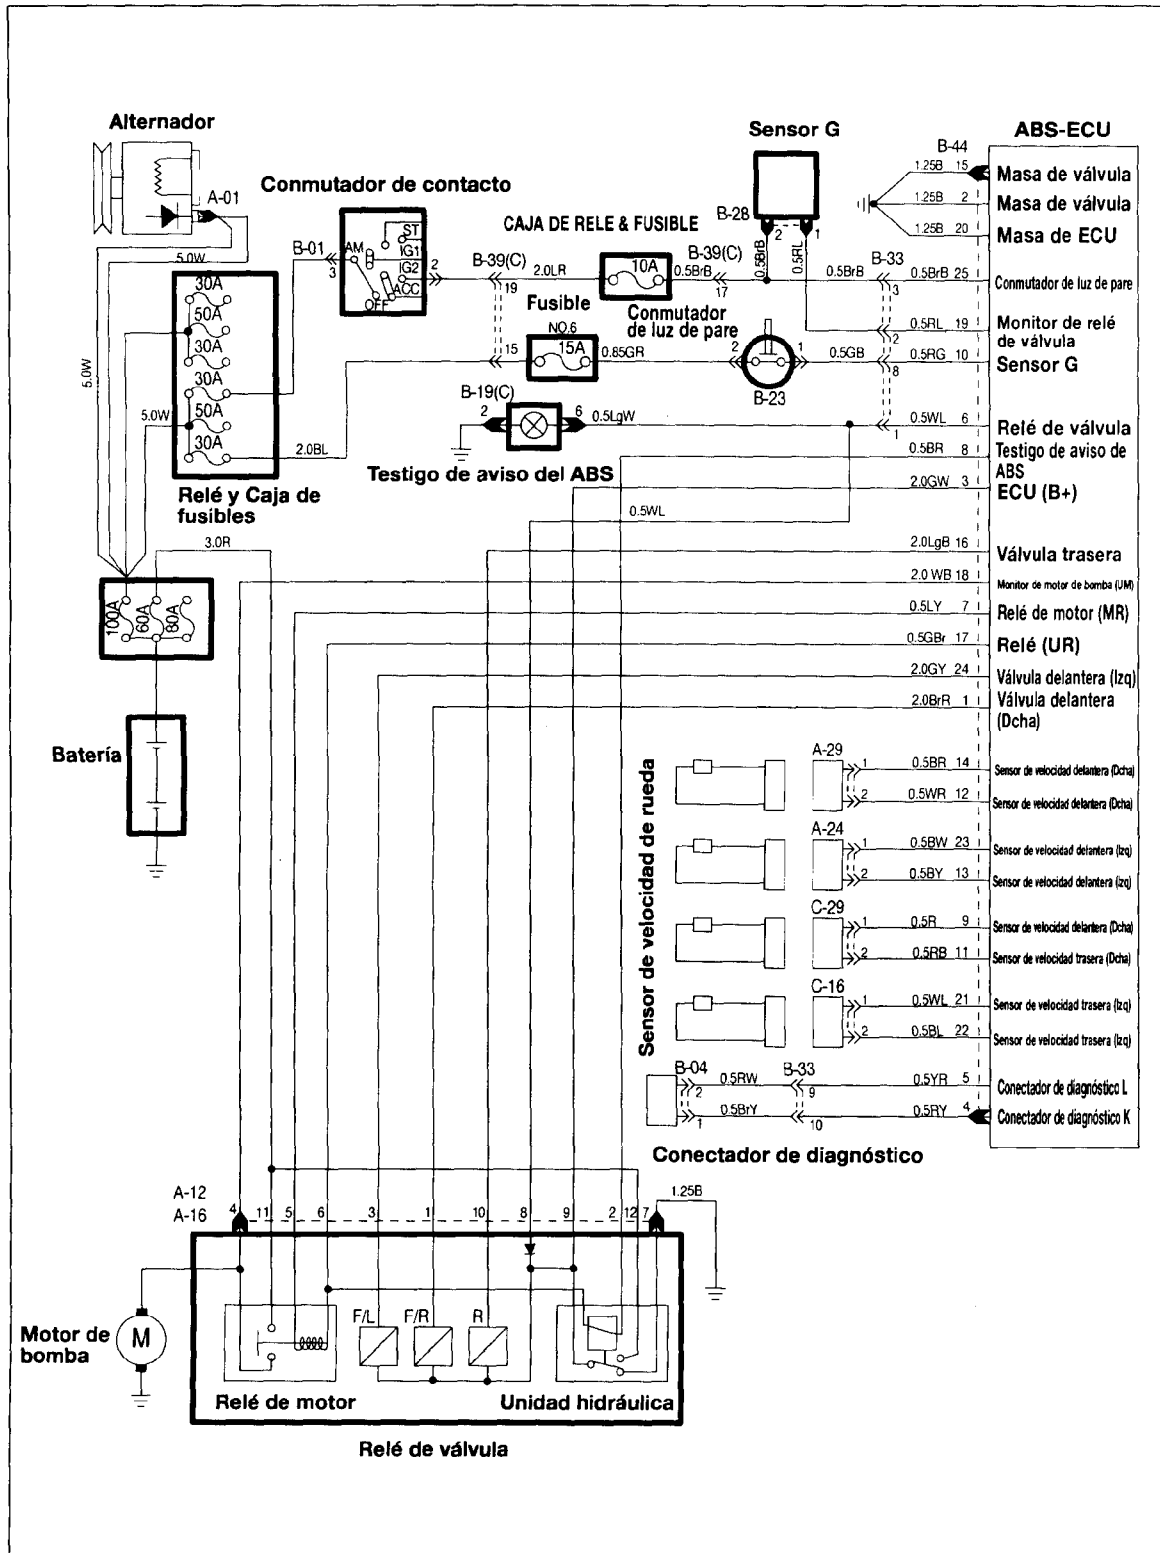 Alternador
A-01
5.0W
Conmutador de contacto
B-01
3
AM
ST
IG1
IG2
ACC
OFF
2
30A
50A
30A
30A
50A
30A
5.0W
5.0W
2.0BL
Relé y Caja de
fusibles
CAJA DE RELE & FUSIBLE
B-39(C)
19
2.0LR
10A
0.5BrB
B-39(C)
17
Fusible
NO.6
15
15A
0.85GR
Conmutador
de luz de pare
2
1
B-23
0.5GB
Sensor G
B-28
2
1
0.5BrB
0.5RL
0.5BrB
B-33
3
2
8
1
B-19(C)
2
6
0.5LgW
Testigo de aviso del ABS
0.5WL
3.0R
100A
60A
80A
Batería
ABS-ECU
B-44
1.25B 15 Masa de válvula
1.25B 2 Masa de válvula
1.25B 20 Masa de ECU
0.5BrB 25 Conmutador de luz de pare
0.5RL 19 Monitor de relé
de válvula
0.5RG 10 Sensor G
0.5WL 6 Relé de válvula
0.5BR 8 Testigo de aviso de
ABS
2.0GW 3 ECU (B+)
2.0LgB 16 Válvula trasera
2.0 WB 18 Monitor de motor de bomba (UM)
0.5LY 7 Relé de motor (MR)
0.5GBr 17 Relé (UR)
2.0GY 24 Válvula delantera (Izq)
2.0BrR 1 Válvula delantera
(Dcha)
Sensor de velocidad de rueda
A-29
1 0.5BR 14 Sensor de velocidad delantera (Dcha)
2 0.5WR 12 Sensor de velocidad delantera (Dcha)
A-24
1 0.5BW 23 Sensor de velocidad delantera (Izq)
2 0.5BY 13 Sensor de velocidad delantera (Izq)
C-29
1 0.5R 9 Sensor de velocidad delantera (Dcha)
2 0.5RB 11 Sensor de velocidad trasera (Dcha)
C-16
1 0.5WL 21 Sensor de velocidad trasera (Izq)
2 0.5BL 22 Sensor de velocidad trasera (Izq)
B-04
B-33
2 0.5RW 9 0.5YR 5 Conectador de diagnóstico L
1 0.5BrY 10 0.5RY 4 Conectador de diagnóstico K
Conectador de diagnóstico
A-12
A-16
4 11 5 6 3 1 10 8 9 2 12 7
1.25B
F/L
F/R
R
M
Motor de
bomba
Relé de motor
Unidad hidráulica
Relé de válvula